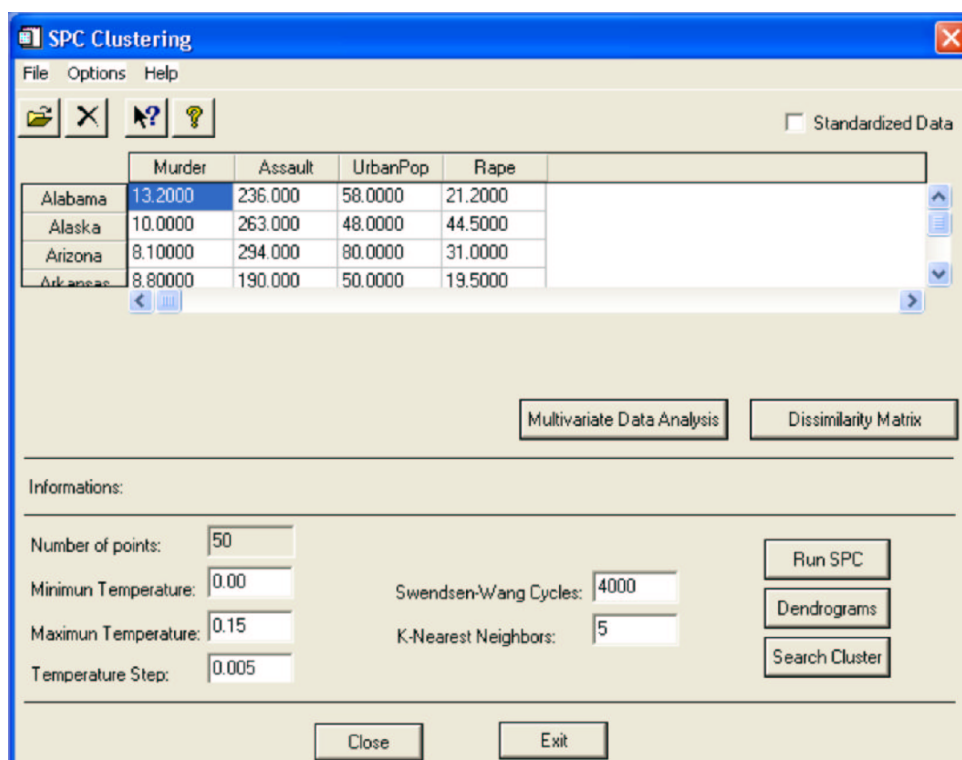 SPC Clustering
File Options Help
Standardized Data
Murder Assault UrbanPop Rape
Alabama 13.2000 236.000 58.0000 21.2000
Alaska 10.0000 263.000 48.0000 44.5000
Arizona 8.10000 294.000 80.0000 31.0000
Arkansas 8.80000 190.000 50.0000 19.5000
Multivariate Data Analysis Dissimilarity Matrix
Informations:
Number of points: 50
Run SPC
Minimun Temperature: 0.00 Swendsen-Wang Cycles: 4000
Dendrograms
Maximun Temperature: 0.15 K-Nearest Neighbors: 5
Search Cluster
Temperature Step: 0.005
Close Exit